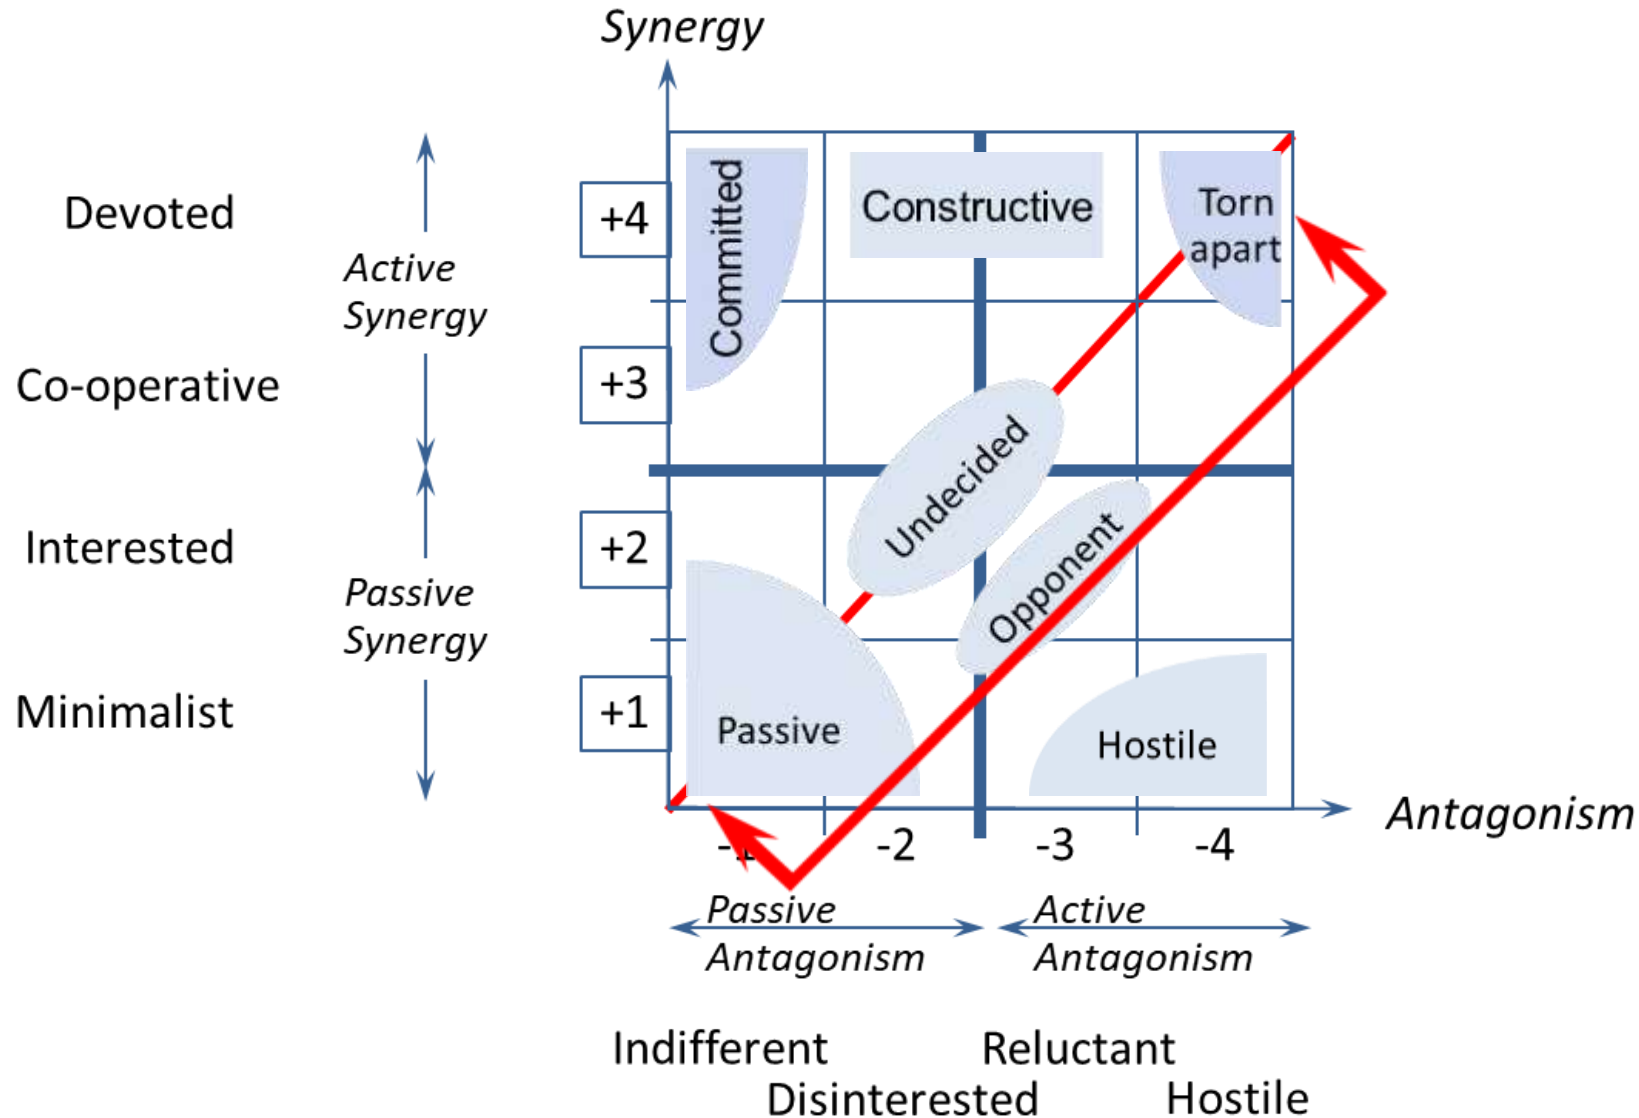 Synergy
Devoted
+4
Committed
Constructive
Torn
apart
Active
Synergy
Co-operative
+3
Undecided
Interested
+2
Opponent
Passive
Synergy
Minimalist
+1
Passive
Hostile
Antagonism
-1
-2
-3
-4
Passive
Antagonism
Active
Antagonism
Indifferent
Reluctant
Disinterested
Hostile